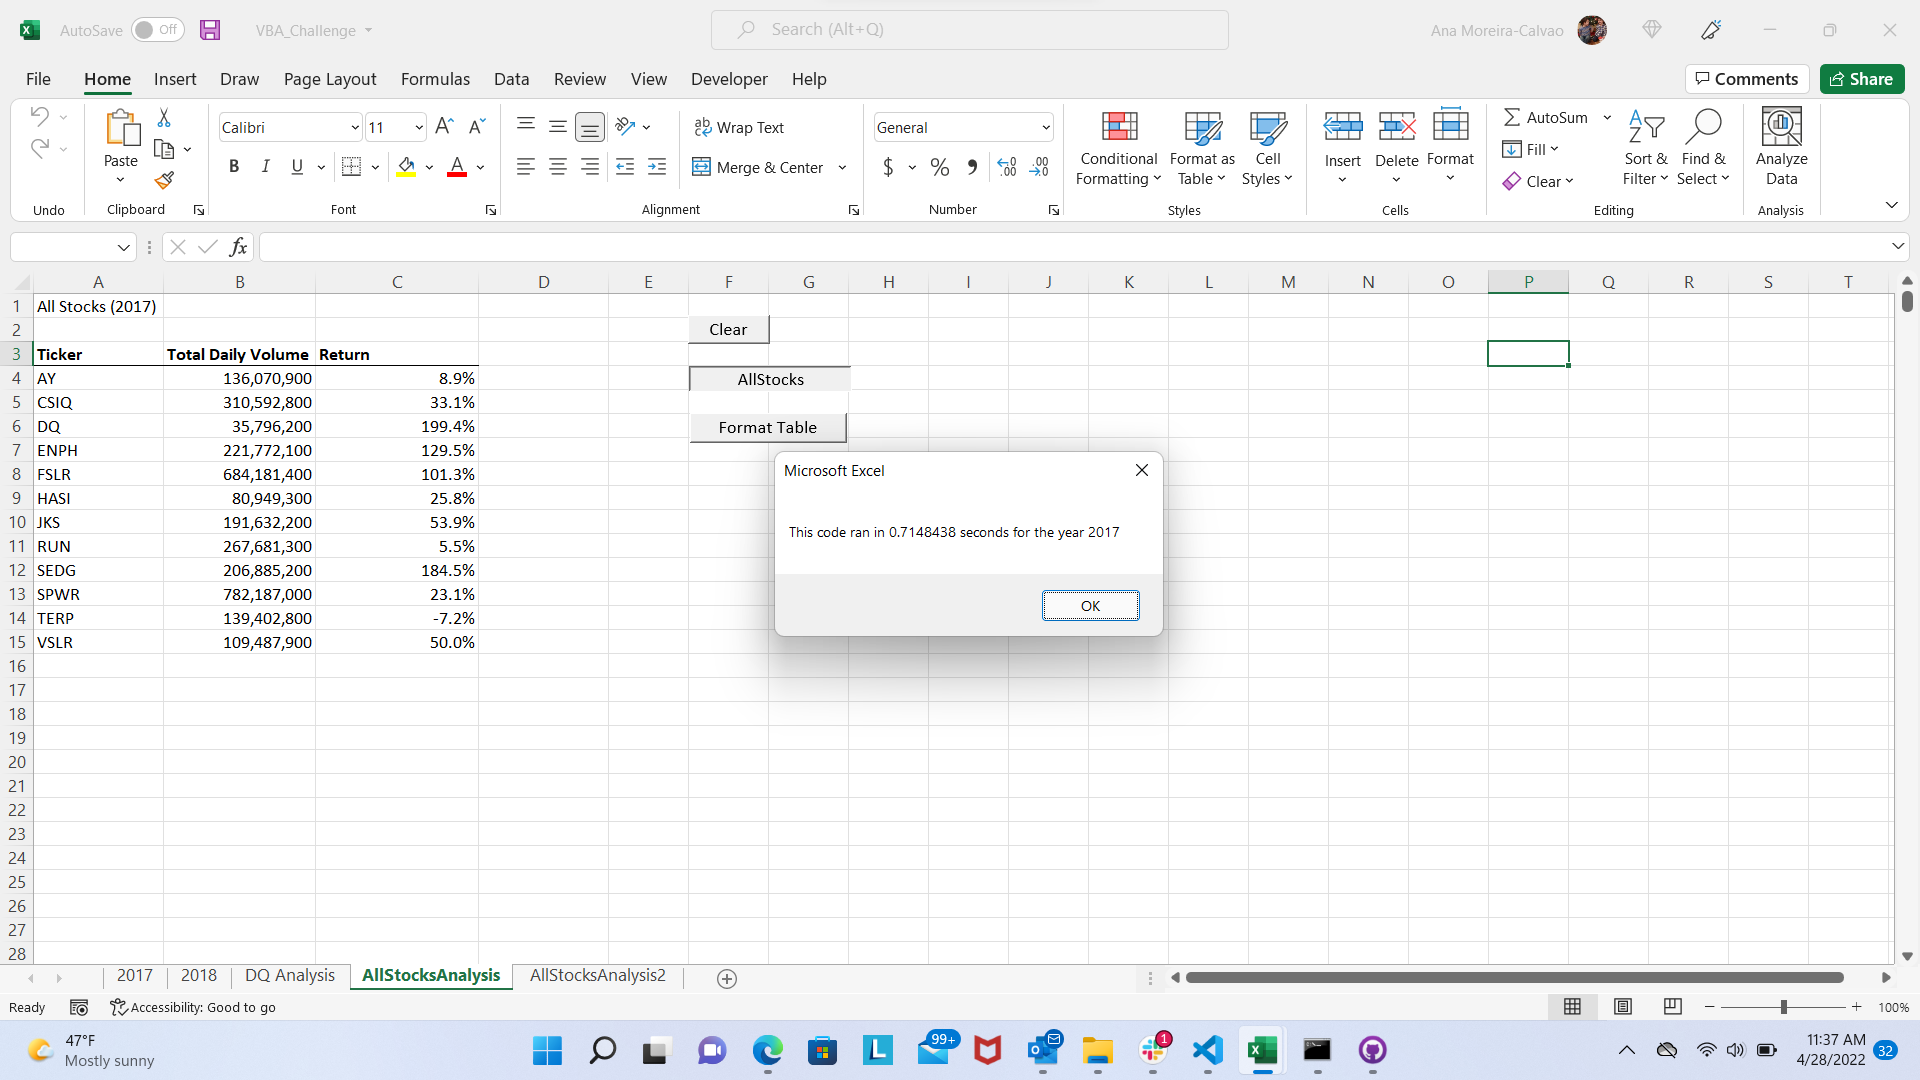 AutoSave Off VBA_Challenge Search (Alt+Q) Ana Moreira-Calvao
File Home Insert Draw Page Layout Formulas Data Review View Developer Help Comments Share
Calibri 11 Wrap Text General AutoSum
Paste B I U A Merge & Center $ % Conditional Formatting Format as Table Cell Styles Insert Delete Format Fill Clear Sort & Filter Find & Select Analyze Data
Undo Clipboard Font Alignment Number Styles Cells Editing Analysis
fx
A B C D E F G H I J K L M N O P Q R S T
1 All Stocks (2017)
2 Clear
3 Ticker Total Daily Volume Return
4 AY 136,070,900 8.9% AllStocks
5 CSIQ 310,592,800 33.1%
6 DQ 35,796,200 199.4% Format Table
7 ENPH 221,772,100 129.5%
8 FSLR 684,181,400 101.3%
9 HASI 80,949,300 25.8%
10 JKS 191,632,200 53.9%
11 RUN 267,681,300 5.5%
12 SEDG 206,885,200 184.5%
13 SPWR 782,187,000 23.1%
14 TERP 139,402,800 -7.2%
15 VSLR 109,487,900 50.0%
16
17
18
19
20
21
22
23
24
25
26
27
28
Microsoft Excel
This code ran in 0.7148438 seconds for the year 2017
OK
2017 2018 DQ Analysis AllStocksAnalysis AllStocksAnalysis2
Ready Accessibility: Good to go 100%
47°F
Mostly sunny
99+ 1
11:37 AM
4/28/2022 32